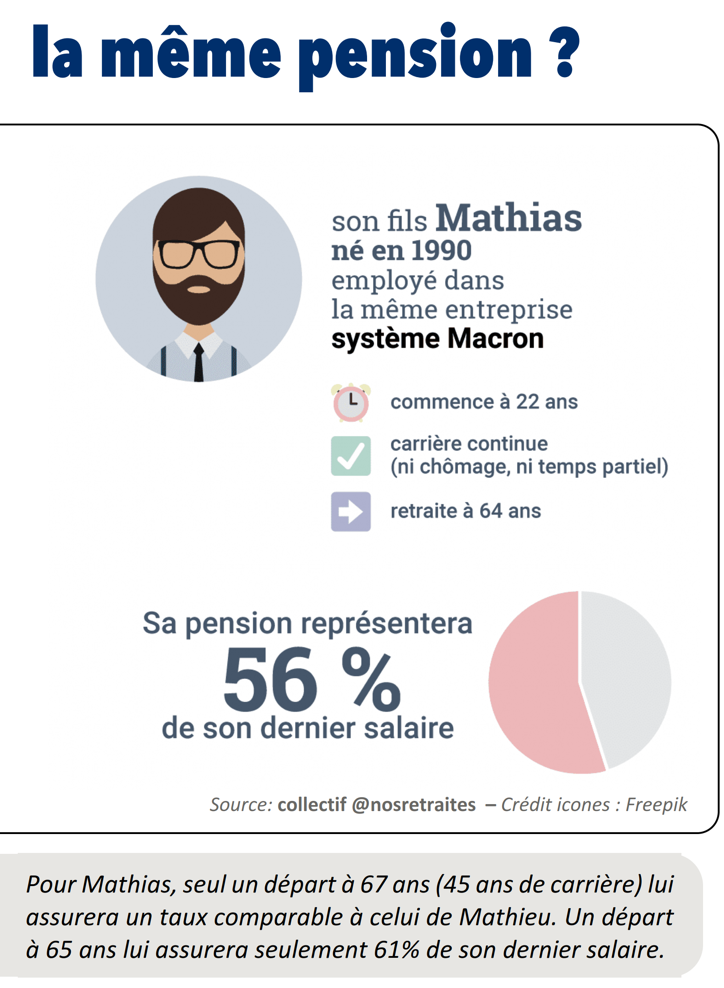 la même pension ?
son fils Mathias
né en 1990
employé dans
la même entreprise
système Macron
commence à 22 ans
carrière continue
(ni chômage, ni temps partiel)
retraite à 64 ans
Sa pension représentera
56 %
de son dernier salaire
Source: collectif @nosretraites – Crédit icones : Freepik
Pour Mathias, seul un départ à 67 ans (45 ans de carrière) lui
assurera un taux comparable à celui de Mathieu. Un départ
à 65 ans lui assurera seulement 61% de son dernier salaire.